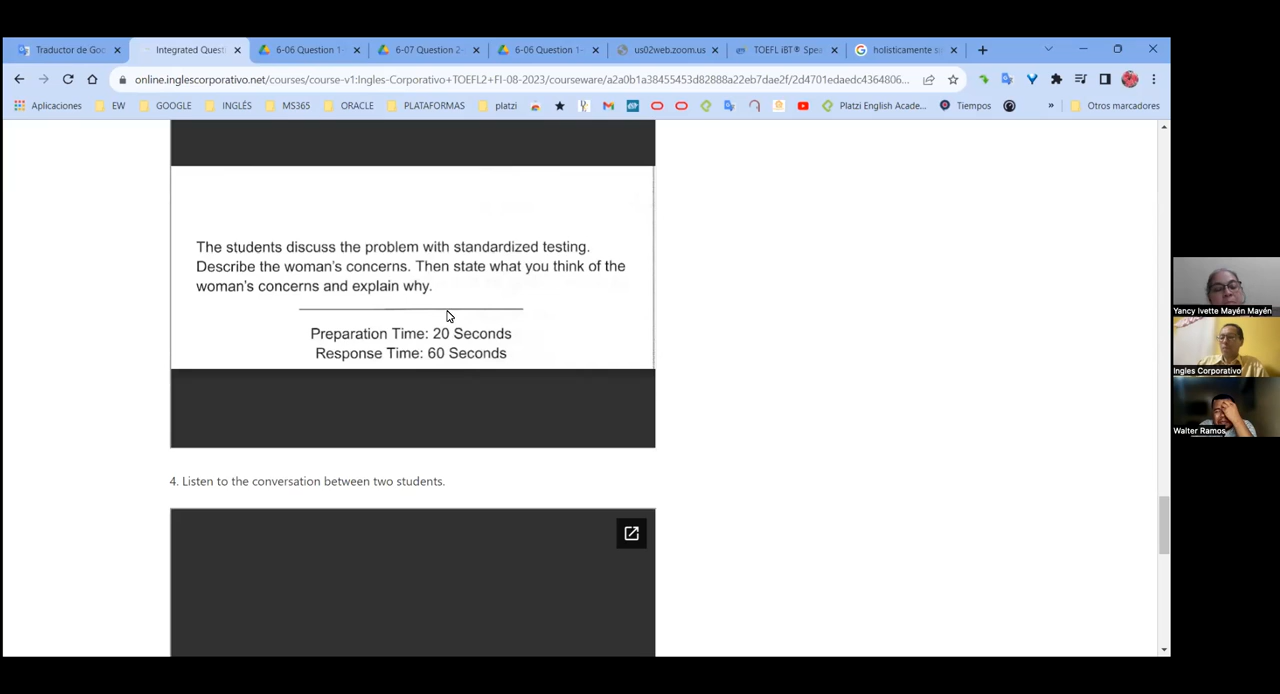 Traductor de Goo
Integrated Questi
6-06 Question 1-
6-07 Question 2-
6-06 Question 1-
us02web.zoom.us
TOEFL iBT® Spea
holisticamente si
online.inglescorporativo.net/courses/course-v1:Ingles-Corporativo+TOEFL2+FI-08-2023/courseware/a2a0b1a38455453d82888a22eb7dae2f/2d4701edaedc4364806...
Aplicaciones
EW
GOOGLE
INGLÉS
MS365
ORACLE
PLATAFORMAS
platzi
Platzi English Acade...
Tiempos
»
Otros marcadores
The students discuss the problem with standardized testing.
Describe the woman's concerns. Then state what you think of the
woman's concerns and explain why.
Preparation Time: 20 Seconds
Response Time: 60 Seconds
4. Listen to the conversation between two students.
Yancy Ivette Mayén Mayén
Ingles Corporativo
Walter Ramos